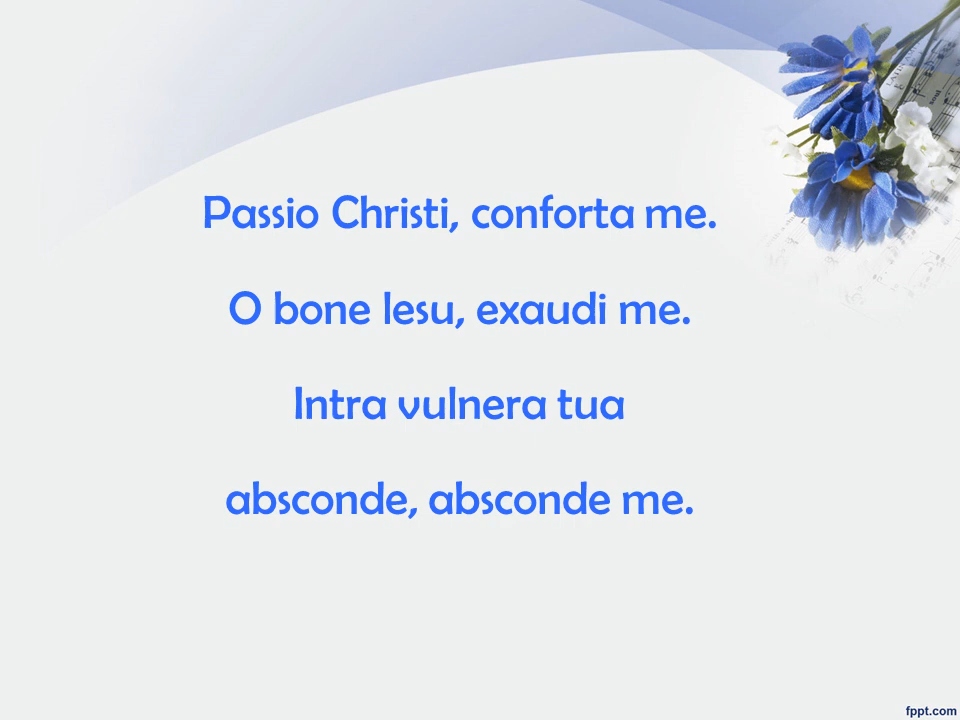 Passio Christi, conforta me.
O bone Iesu, exaudi me.
Intra vulnera tua
absconde, absconde me.
fppt.com